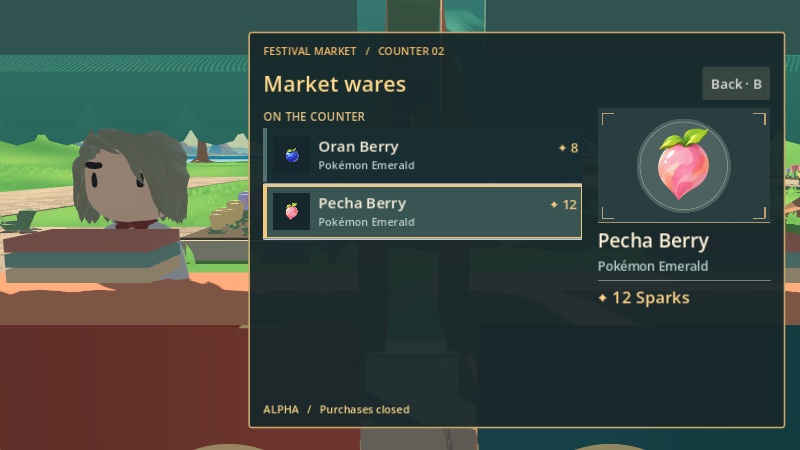 FESTIVAL MARKET / COUNTER 02
Market wares
Back · B
ON THE COUNTER
Oran Berry
✦ 8
Pokémon Emerald
Pecha Berry
✦ 12
Pokémon Emerald
Pecha Berry
Pokémon Emerald
✦ 12 Sparks
ALPHA / Purchases closed